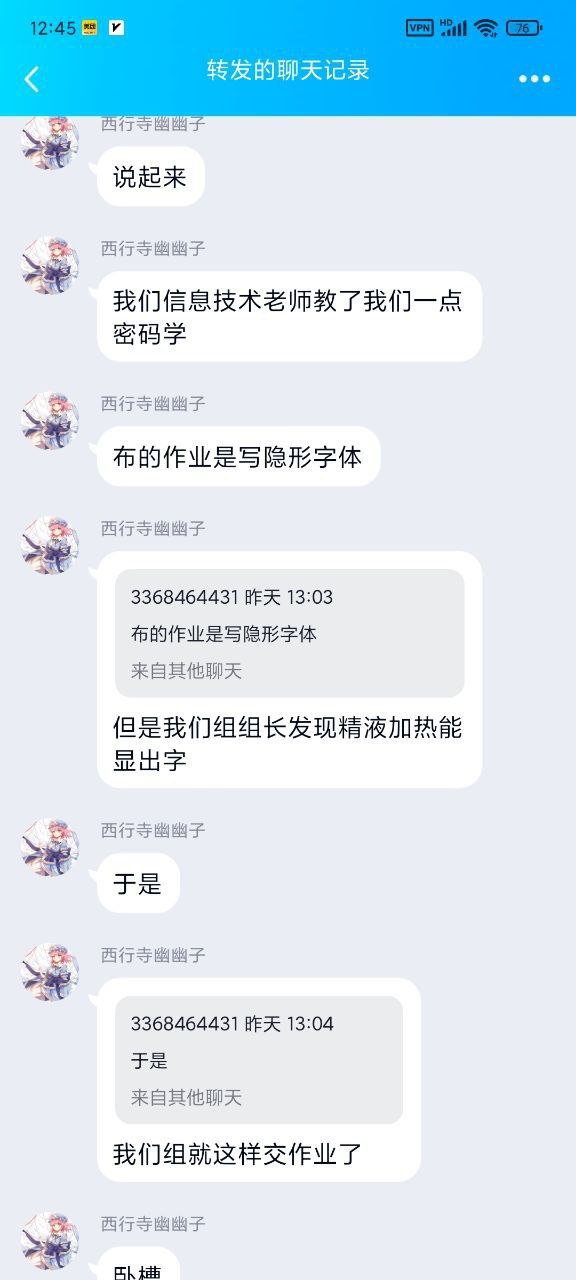 12:45
VPN
HD
76
转发的聊天记录
西行寺幽幽子
说起来
西行寺幽幽子
我们信息技术老师教了我们一点
密码学
西行寺幽幽子
布的作业是写隐形字体
西行寺幽幽子
3368464431 昨天 13:03
布的作业是写隐形字体
来自其他聊天
但是我们组组长发现精液加热能
显出字
西行寺幽幽子
于是
西行寺幽幽子
3368464431 昨天 13:04
于是
来自其他聊天
我们组就这样交作业了
西行寺幽幽子
卧槽